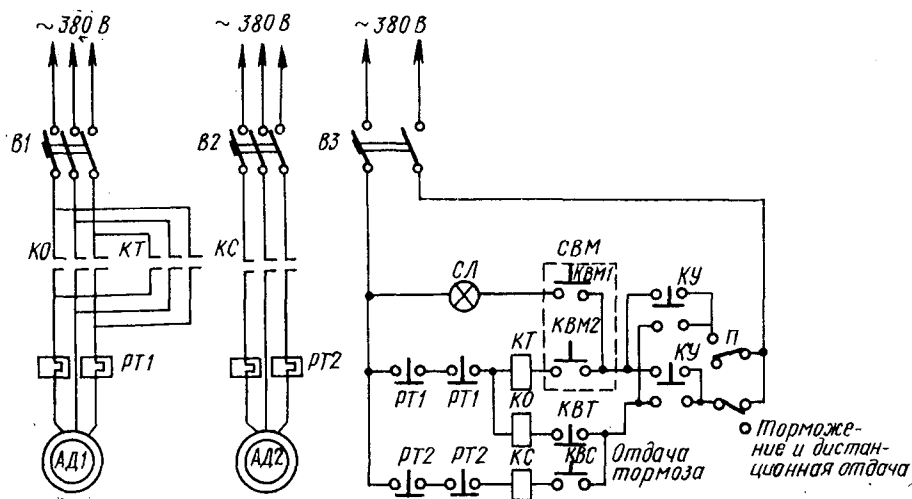 ~ 380 В
~ 380 В
~380 В
В1
В2
В3
КО
КТ
КС
СВМ
СЛ
КВМ1
КУ
КВМ2
П
КТ
КУ
РТ1
РТ2
РТ1
РТ1
КО
КВТ
Торможе-
ние и дистан-
ционная отдача
Отдача
тормоза
АД1
АД2
РТ2
РТ2
КС
КВС